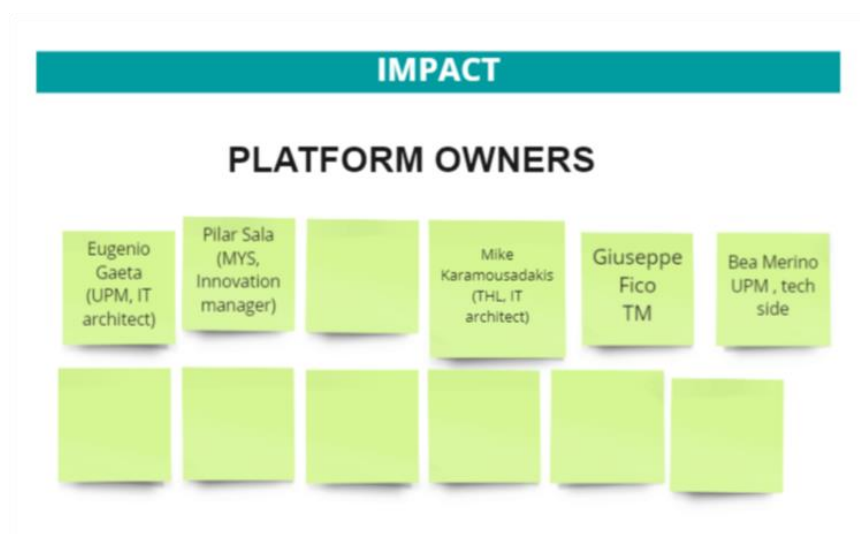 IMPACT
PLATFORM OWNERS
Eugenio
Gaeta
(UPM, IT
architect)
Pilar Sala
(MYS,
Innovation
manager)
Mike
Karamousadakis
(THL, IT
architect)
Giuseppe
Fico
TM
Bea Merino
UPM , tech
side